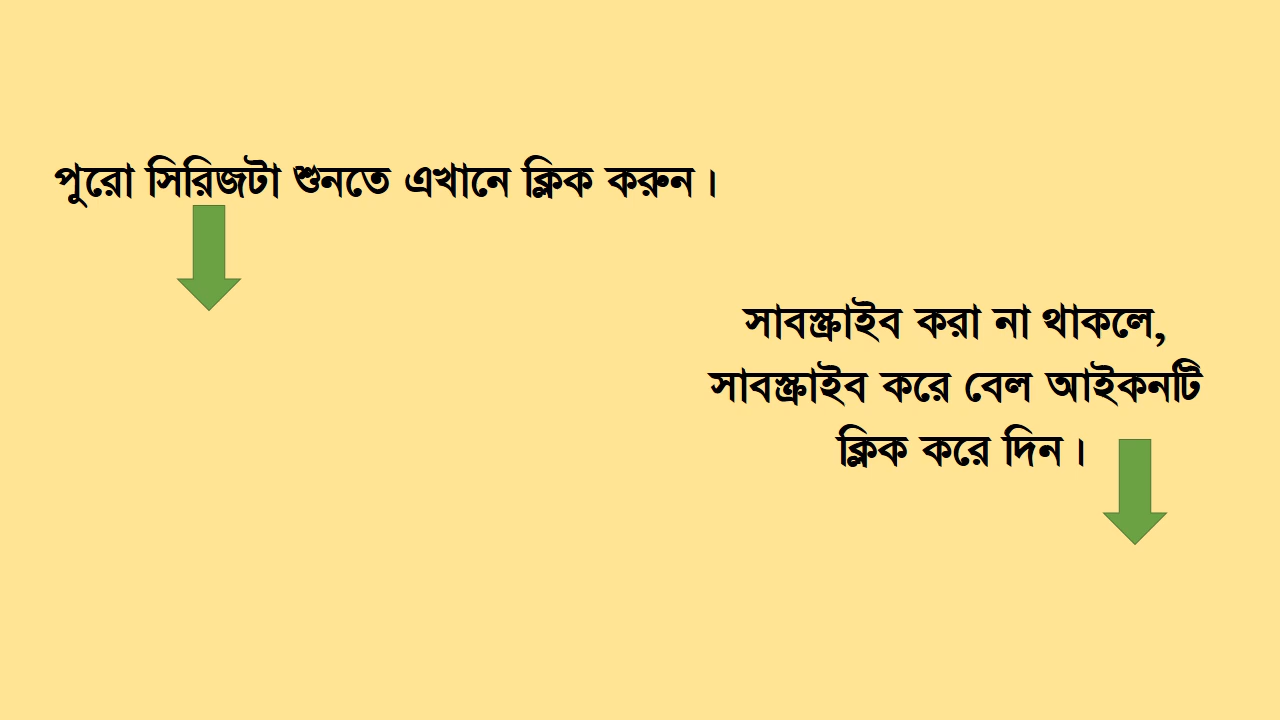 পুরো সিরিজটা শুনতে এখানে ক্লিক করুন।
সাবস্ক্রাইব করা না থাকলে,
সাবস্ক্রাইব করে বেল আইকনটি
ক্লিক করে দিন।